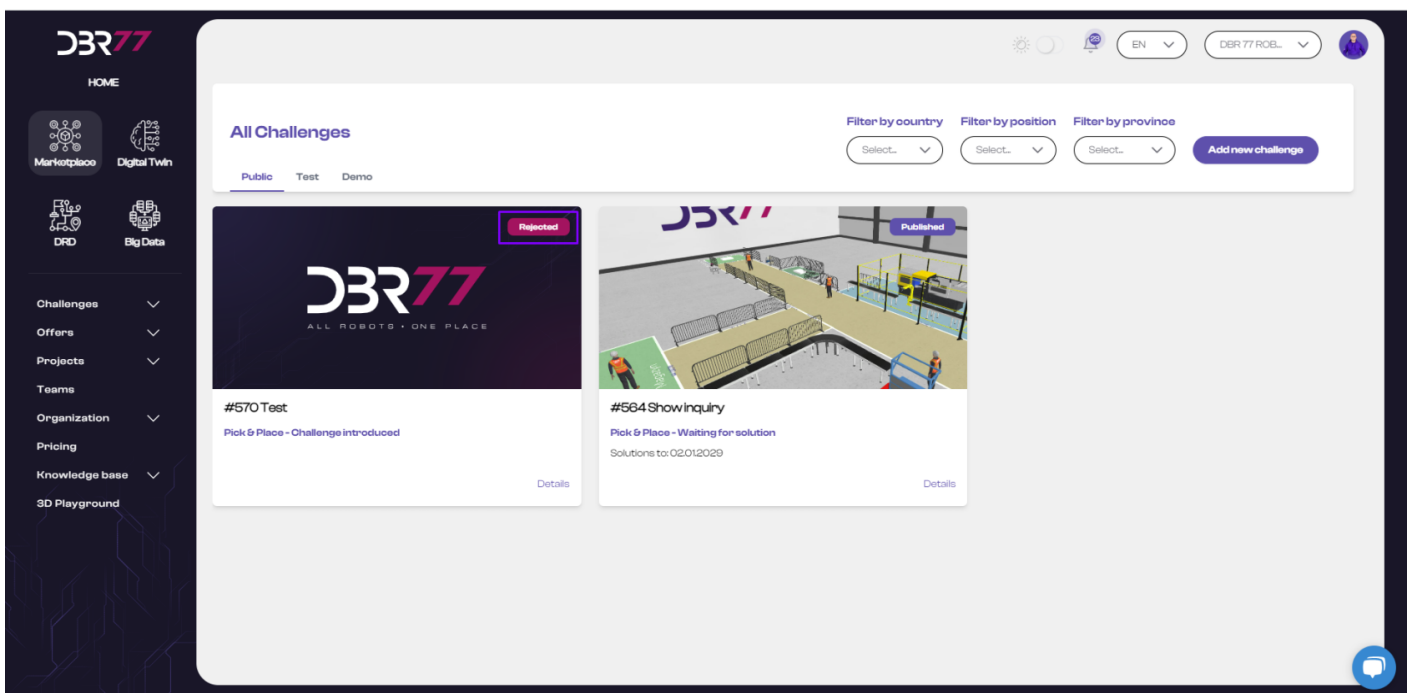 DBR77
HOME
Marketplace
Digital Twin
DRD
Big Data
Challenges
Offers
Projects
Teams
Organization
Pricing
Knowledge base
3D Playground
EN
DBR 77 ROB...
All Challenges
Filter by country
Filter by position
Filter by province
Select...
Select...
Select...
Add new challenge
Public
Test
Demo
Rejected
DBR77
ALL ROBOTS • ONE PLACE
#570 Test
Pick & Place - Challenge introduced
Details
DBR77
Published
#564 Show inquiry
Pick & Place - Waiting for solution
Solutions to: 02.01.2029
Details